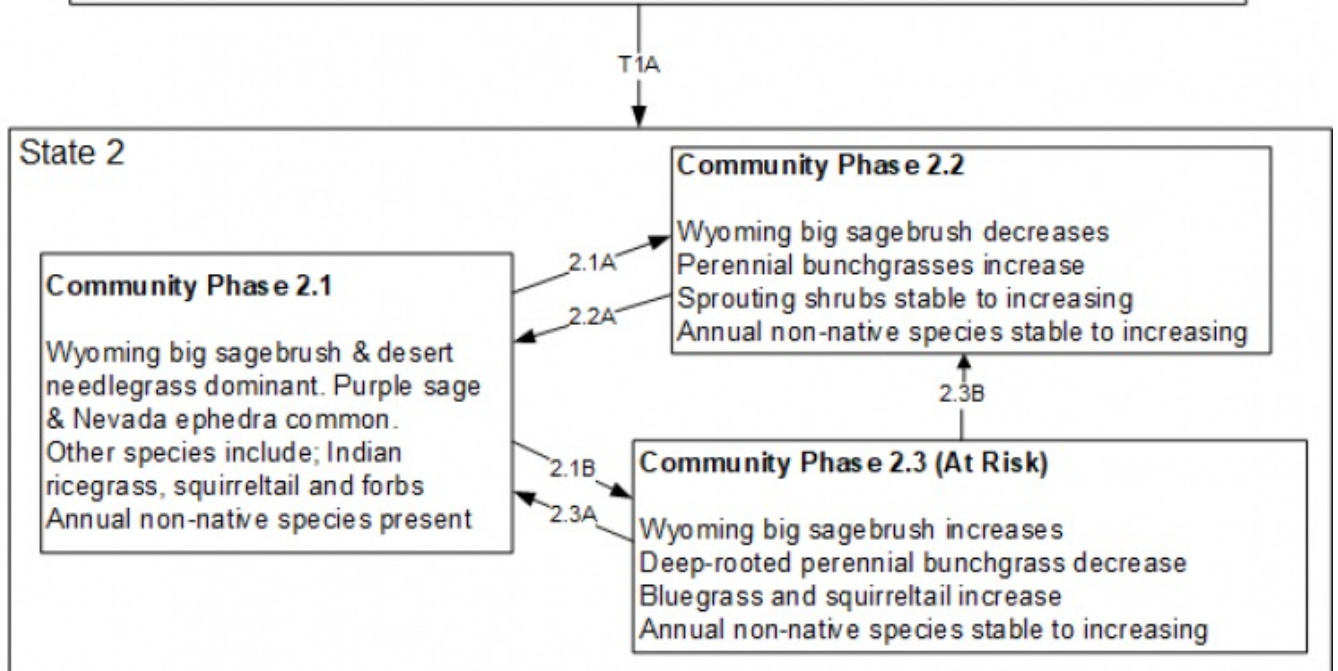 T1A
State 2
Community Phase 2.2
Wyoming big sagebrush decreases
Perennial bunchgrasses increase
Sprouting shrubs stable to increasing
Annual non-native species stable to increasing
2.1A
2.2A
Community Phase 2.1
Wyoming big sagebrush & desert
needlegrass dominant. Purple sage
& Nevada ephedra common.
Other species include; Indian
ricegrass, squirreltail and forbs
Annual non-native species present
2.3B
2.1B
2.3A
Community Phase 2.3 (At Risk)
Wyoming big sagebrush increases
Deep-rooted perennial bunchgrass decrease
Bluegrass and squirreltail increase
Annual non-native species stable to increasing